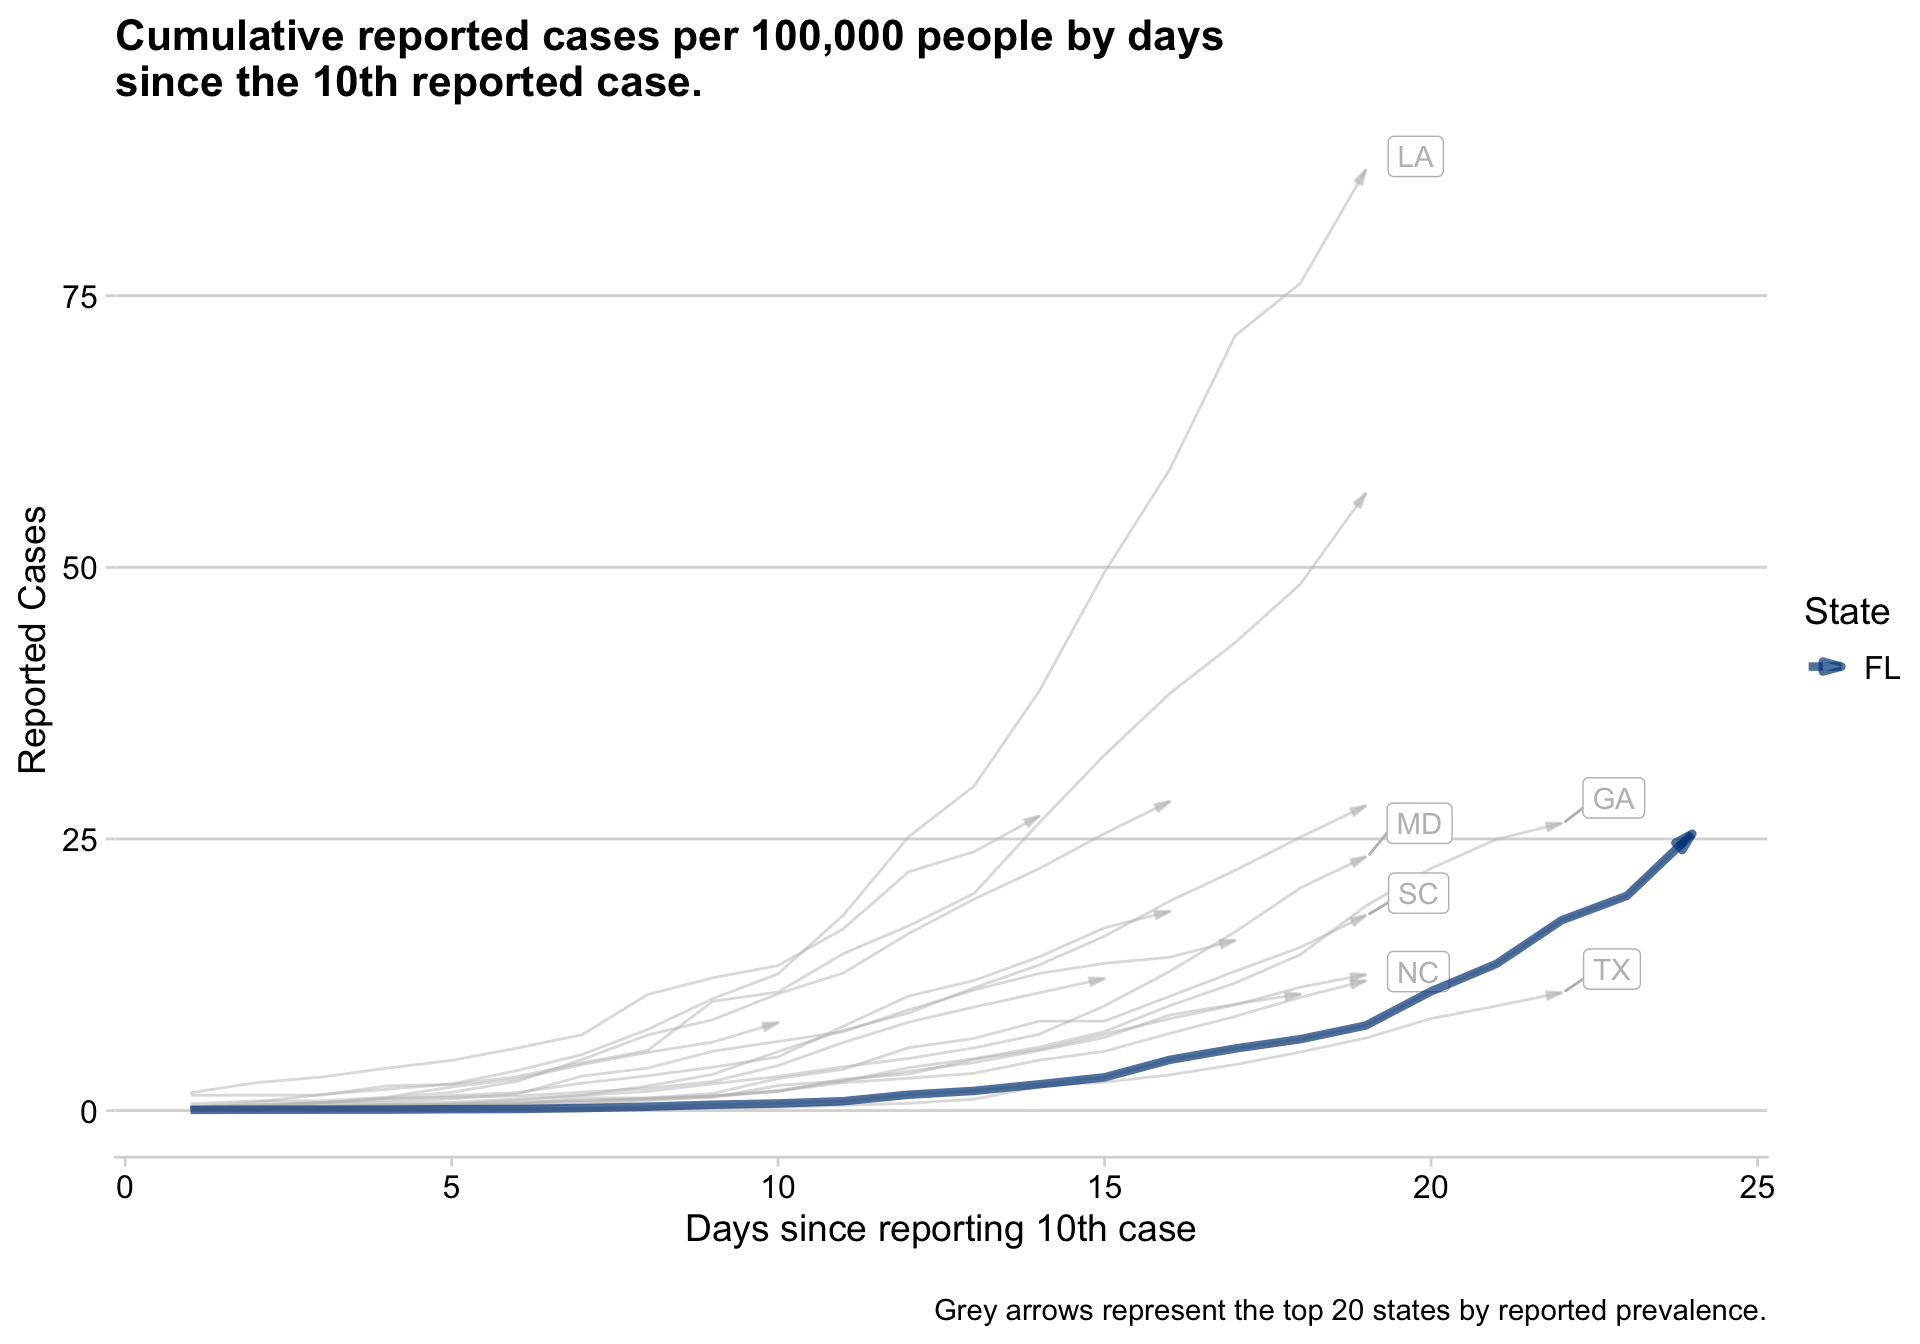 Cumulative reported cases per 100,000 people by days
since the 10th reported case.
LA
75
50
Reported Cases
State
FL
GA
MD
25
SC
NC
TX
0
0 5 10 15 20 25
Days since reporting 10th case
Grey arrows represent the top 20 states by reported prevalence.